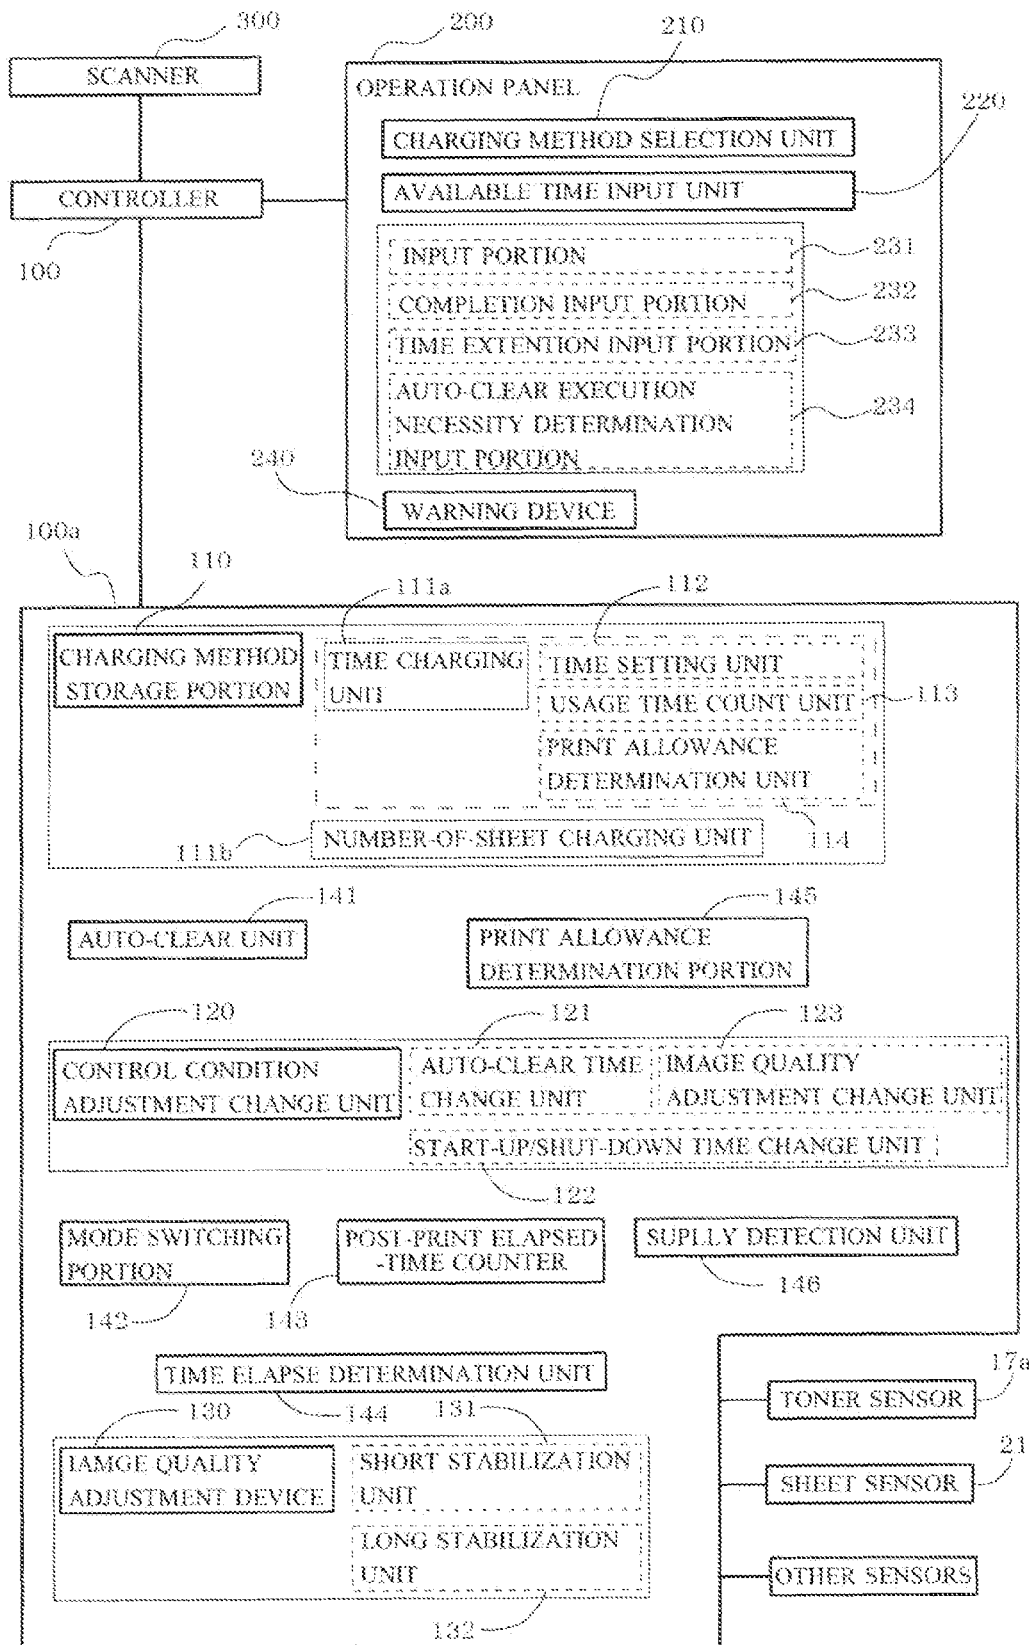 300
SCANNER
CONTROLLER
100
200
210
OPERATION PANEL
220
CHARGING METHOD SELECTION UNIT
AVAILABLE TIME INPUT UNIT
INPUT PORTION
231
COMPLETION INPUT PORTION
232
TIME EXTENTION INPUT PORTION
233
AUTO-CLEAR EXECUTION
NECESSITY DETERMINATION
INPUT PORTION
234
240
WARNING DEVICE
100a
110
111a
112
CHARGING METHOD
STORAGE PORTION
TIME CHARGING
UNIT
TIME SETTING UNIT
USAGE TIME COUNT UNIT
113
PRINT ALLOWANCE
DETERMINATION UNIT
114
111b
NUMBER-OF-SHEET CHARGING UNIT
141
AUTO-CLEAR UNIT
145
PRINT ALLOWANCE
DETERMINATION PORTION
120
121
123
CONTROL CONDITION
ADJUSTMENT CHANGE UNIT
AUTO-CLEAR TIME
CHANGE UNIT
IMAGE QUALITY
ADJUSTMENT CHANGE UNIT
START-UP/SHUT-DOWN TIME CHANGE UNIT
122
MODE SWITCHING
PORTION
142
POST-PRINT ELAPSED
-TIME COUNTER
143
SUPLLY DETECTION UNIT
146
TIME ELAPSE DETERMINATION UNIT
144
130
131
IAMGE QUALITY
ADJUSTMENT DEVICE
SHORT STABILIZATION
UNIT
LONG STABILIZATION
UNIT
132
17a
TONER SENSOR
21
SHEET SENSOR
OTHER SENSORS